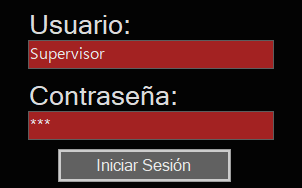 Usuario:
Supervisor
Contraseña:
***
Iniciar Sesión